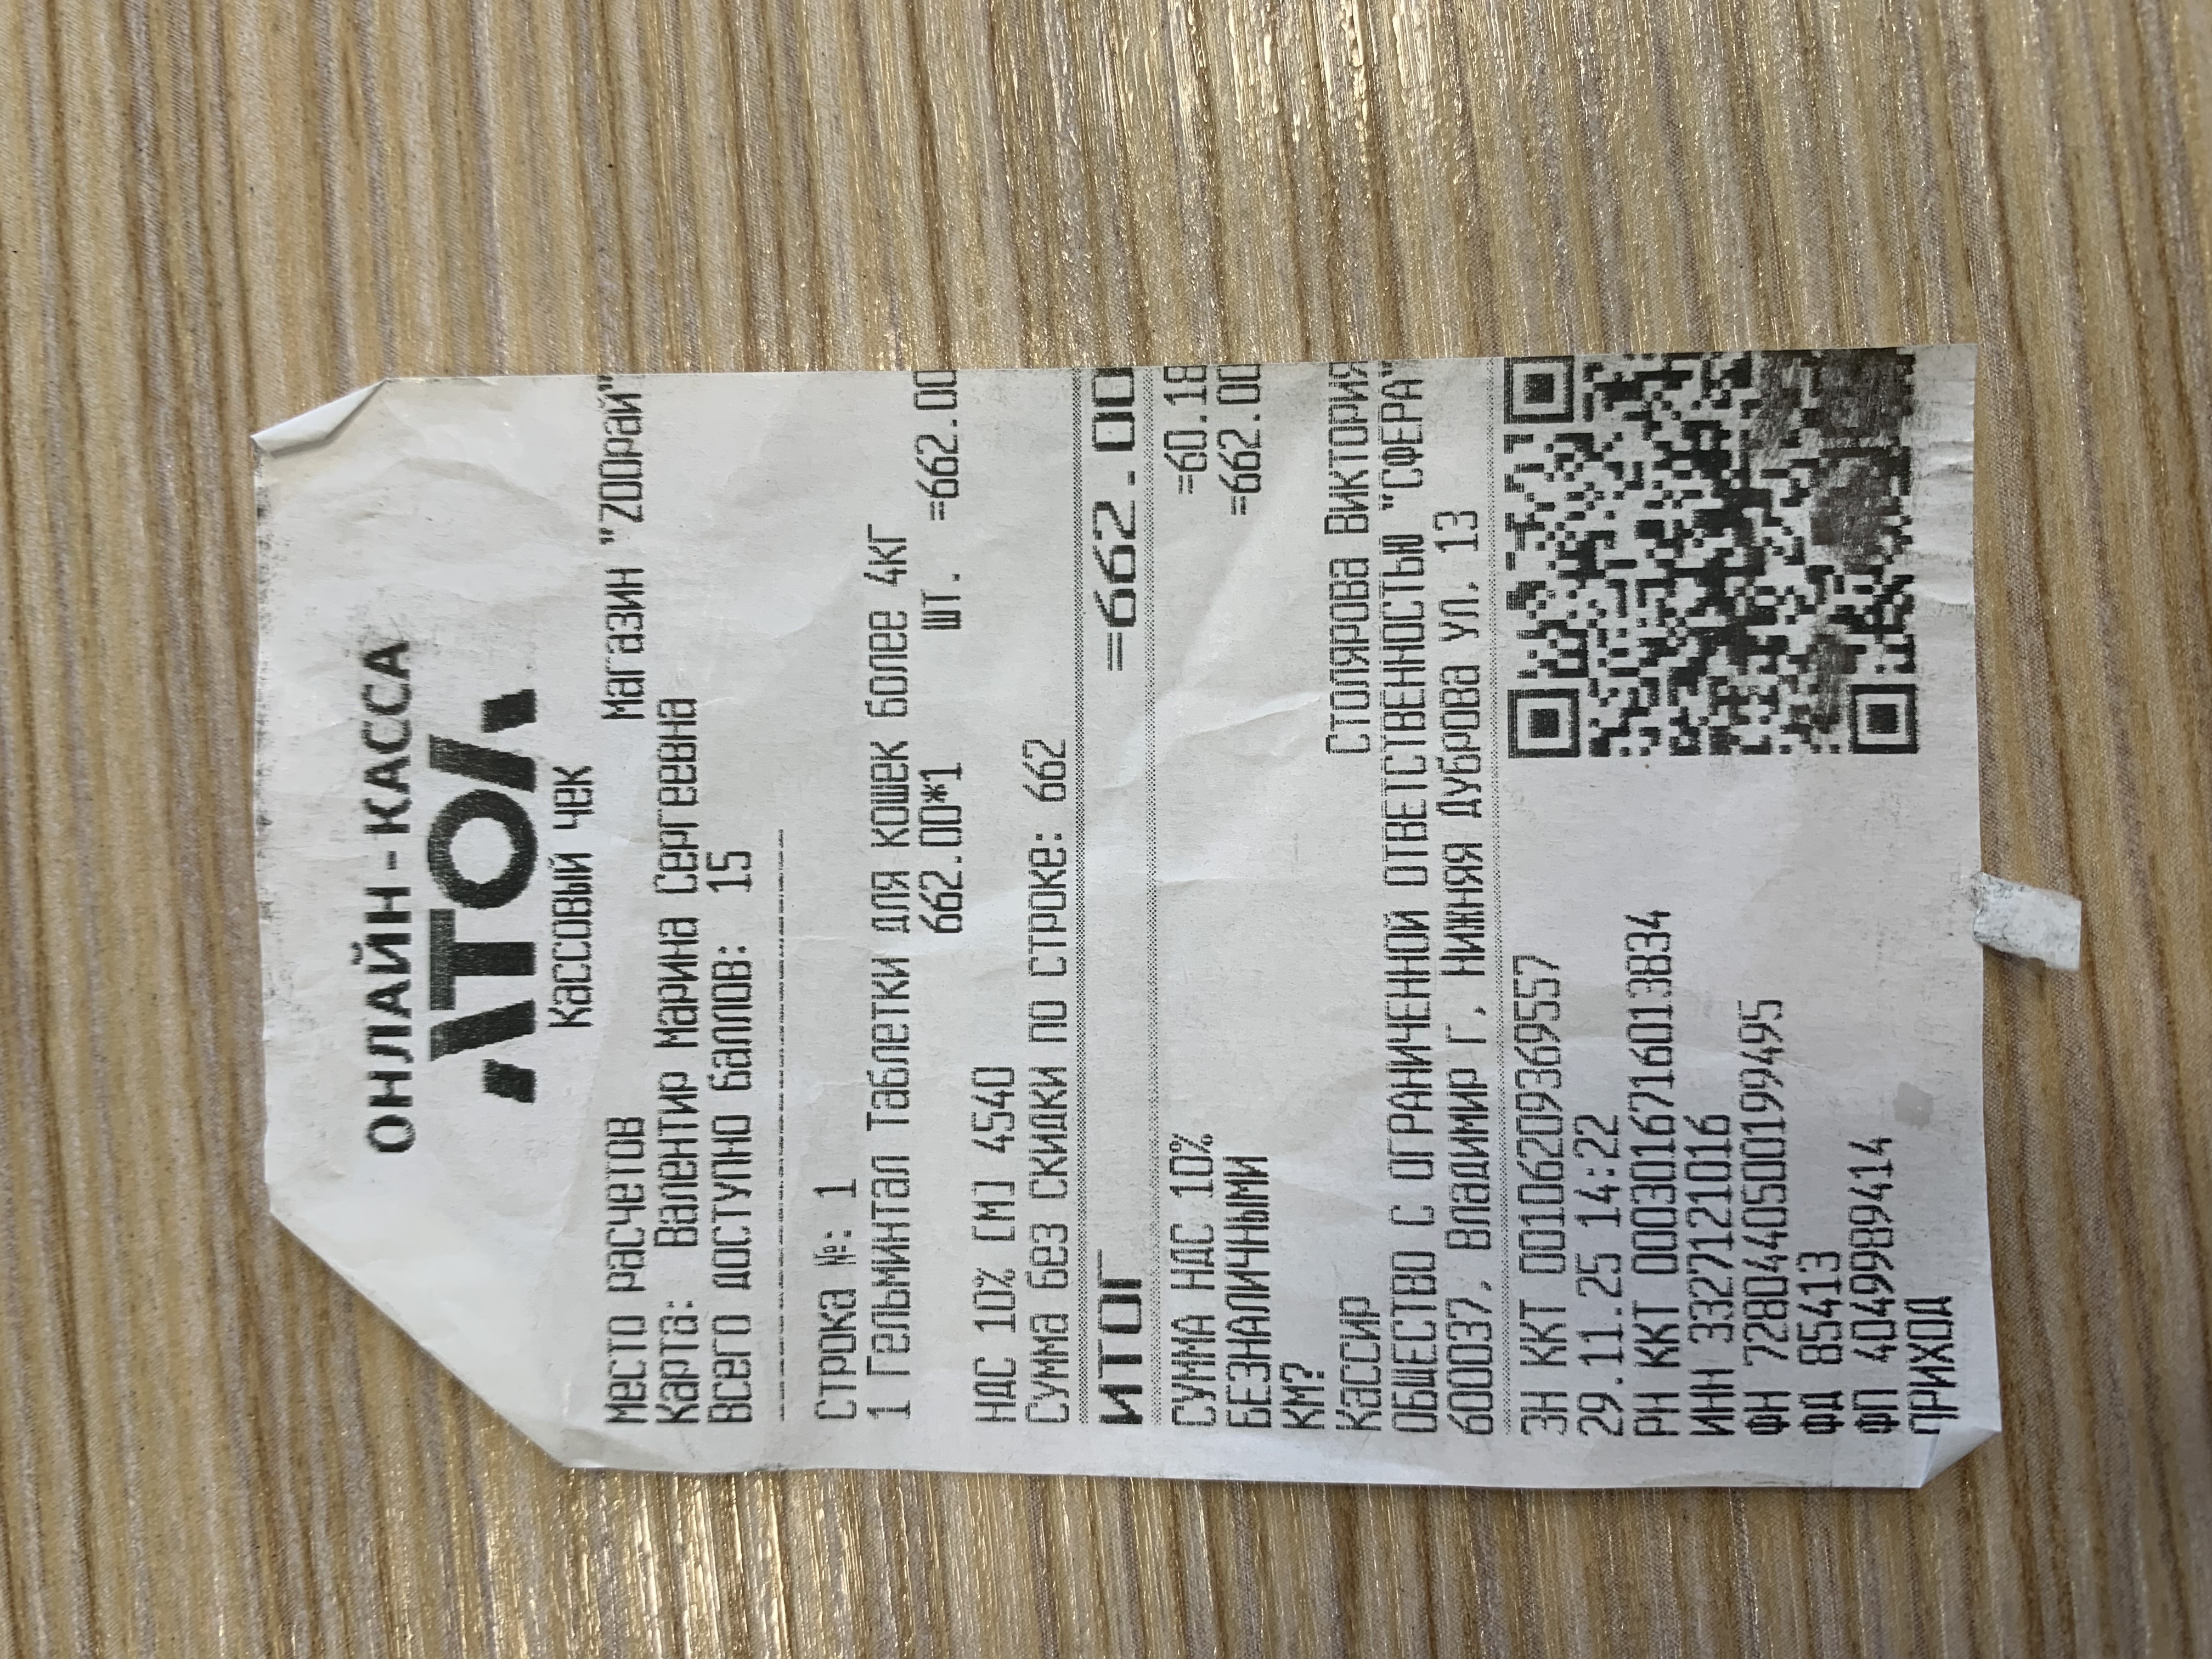 ОНЛАЙН-КАССА
АТОЛ
Кассовый чек
Место расчетов Магазин "ZOOрай"
Карта: Валентир Марина Сергеевна
Всего доступно баллов: 15
Строка №: 1
1 Гельминтал Таблетки для кошек более 4кг
662.00*1 шт. =662.00
НДС 10% [М] 4540
Сумма без скидки по строке: 662
ИТОГ =662.00
СУММА НДС 10% =60.18
БЕЗНАЛИЧНЫМИ =662.00
КМ?
Кассир Столярова Виктория
ОБЩЕСТВО С ОГРАНИЧЕННОЙ ОТВЕТСТВЕННОСТЬЮ "СФЕРА"
600037, Владимир г, Нижняя Дуброва ул, 13
ЗН ККТ 00106209369557
29.11.25 14:22
РН ККТ 0003016716013834
ИНН 3327121016
ФН 7280440500199495
ФД 85413
ФП 4049989414
ПРИХОД